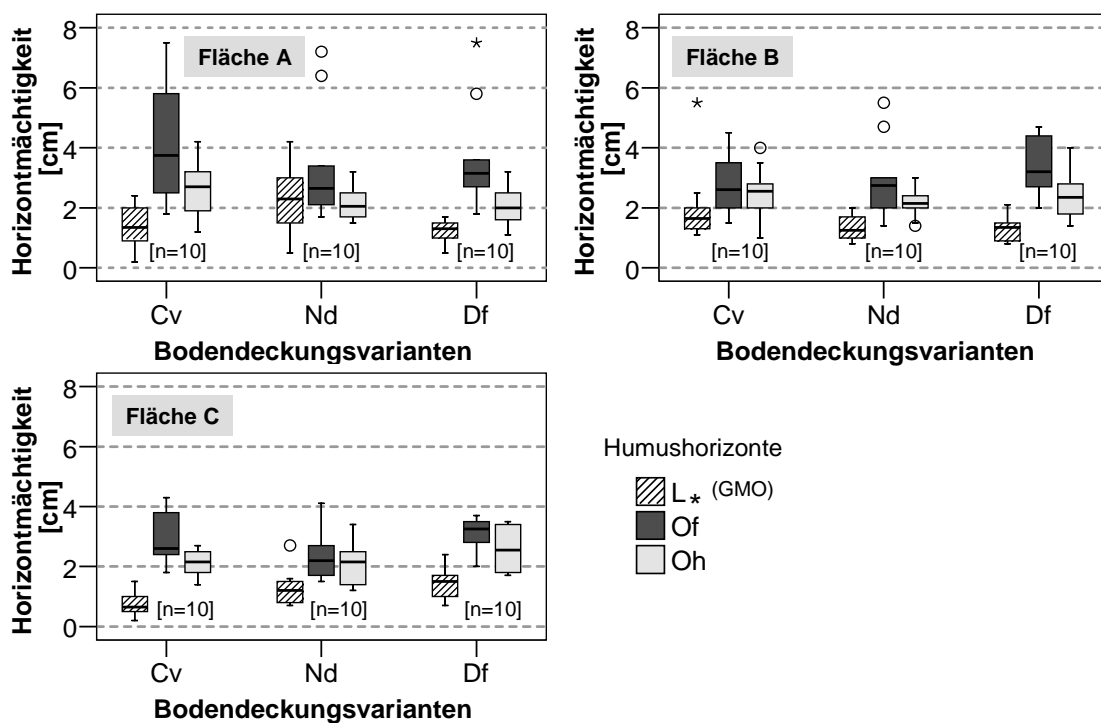 Fläche A
Horizontmächtigkeit
[cm]
8
6
4
2
0
[n=10] [n=10] [n=10]
Cv Nd Df
Bodendeckungsvarianten
Fläche B
Horizontmächtigkeit
[cm]
8
6
4
2
0
[n=10] [n=10] [n=10]
Cv Nd Df
Bodendeckungsvarianten
Fläche C
Horizontmächtigkeit
[cm]
8
6
4
2
0
[n=10] [n=10] [n=10]
Cv Nd Df
Bodendeckungsvarianten
Humushorizonte
L* (GMO)
Of
Oh